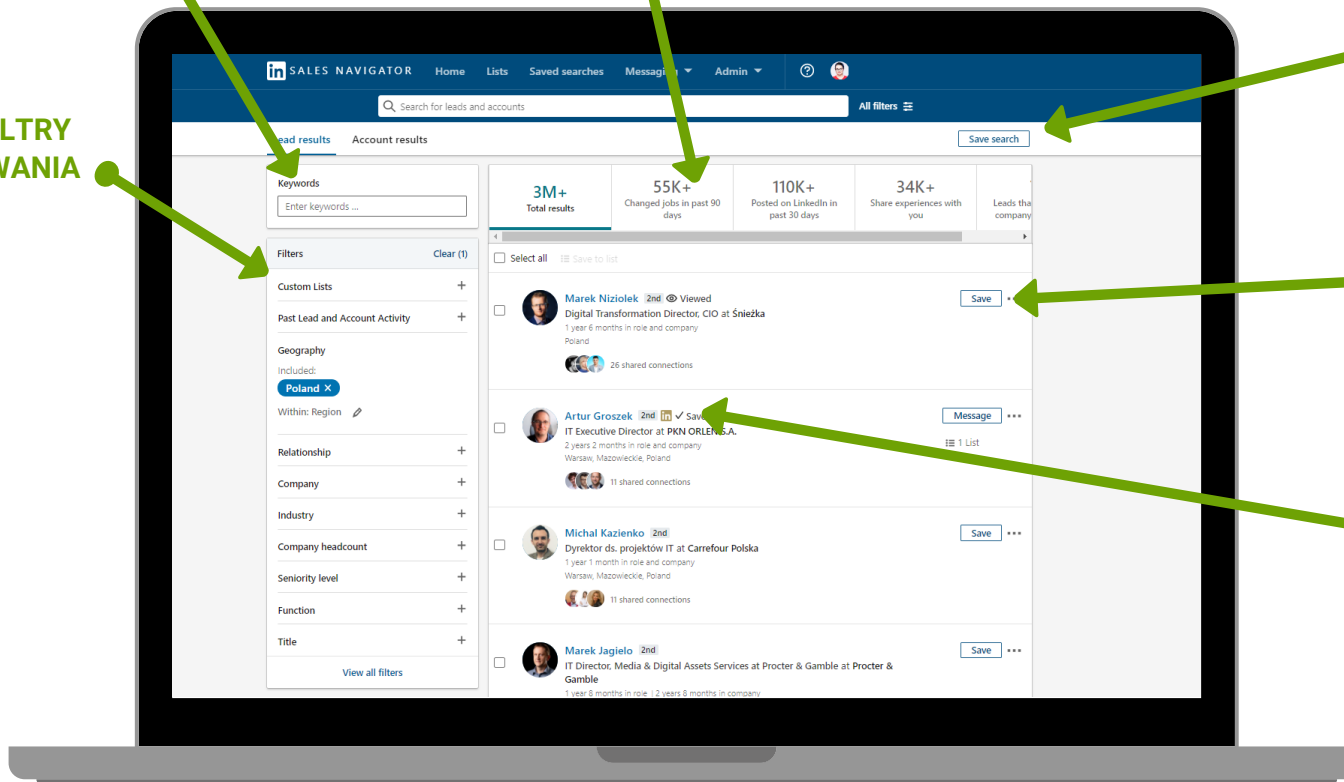 LTRY
WANIA
in SALES NAVIGATOR Home Lists Saved searches Messaging Admin
Search for leads and accounts
All filters
ead results Account results
Save search
Keywords
Enter keywords ...
Filters Clear (1)
Custom Lists
Past Lead and Account Activity
Geography
Included:
Poland
Within: Region
Relationship
Company
Industry
Company headcount
Seniority level
Function
Title
View all filters
3M+
Total results
55K+
Changed jobs in past 90
days
110K+
Posted on LinkedIn in
past 30 days
34K+
Share experiences with
you
Leads tha
company
Select all Save to list
Marek Niziolek 2nd Viewed
Digital Transformation Director, CIO at Śnieżka
1 year 6 months in role and company
Poland
26 shared connections
Save
Artur Groszek 2nd in Save
IT Executive Director at PKN ORLEN S.A.
2 years 2 months in role and company
Warsaw, Mazowieckie, Poland
11 shared connections
Message
1 List
Michal Kazienko 2nd
Dyrektor ds. projektów IT at Carrefour Polska
1 year 1 month in role and company
Warsaw, Mazowieckie, Poland
11 shared connections
Save
Marek Jagielo 2nd
IT Director, Media & Digital Assets Services at Procter & Gamble at Procter &
Gamble
1 year 8 months in role | 2 years 8 months in company
Save